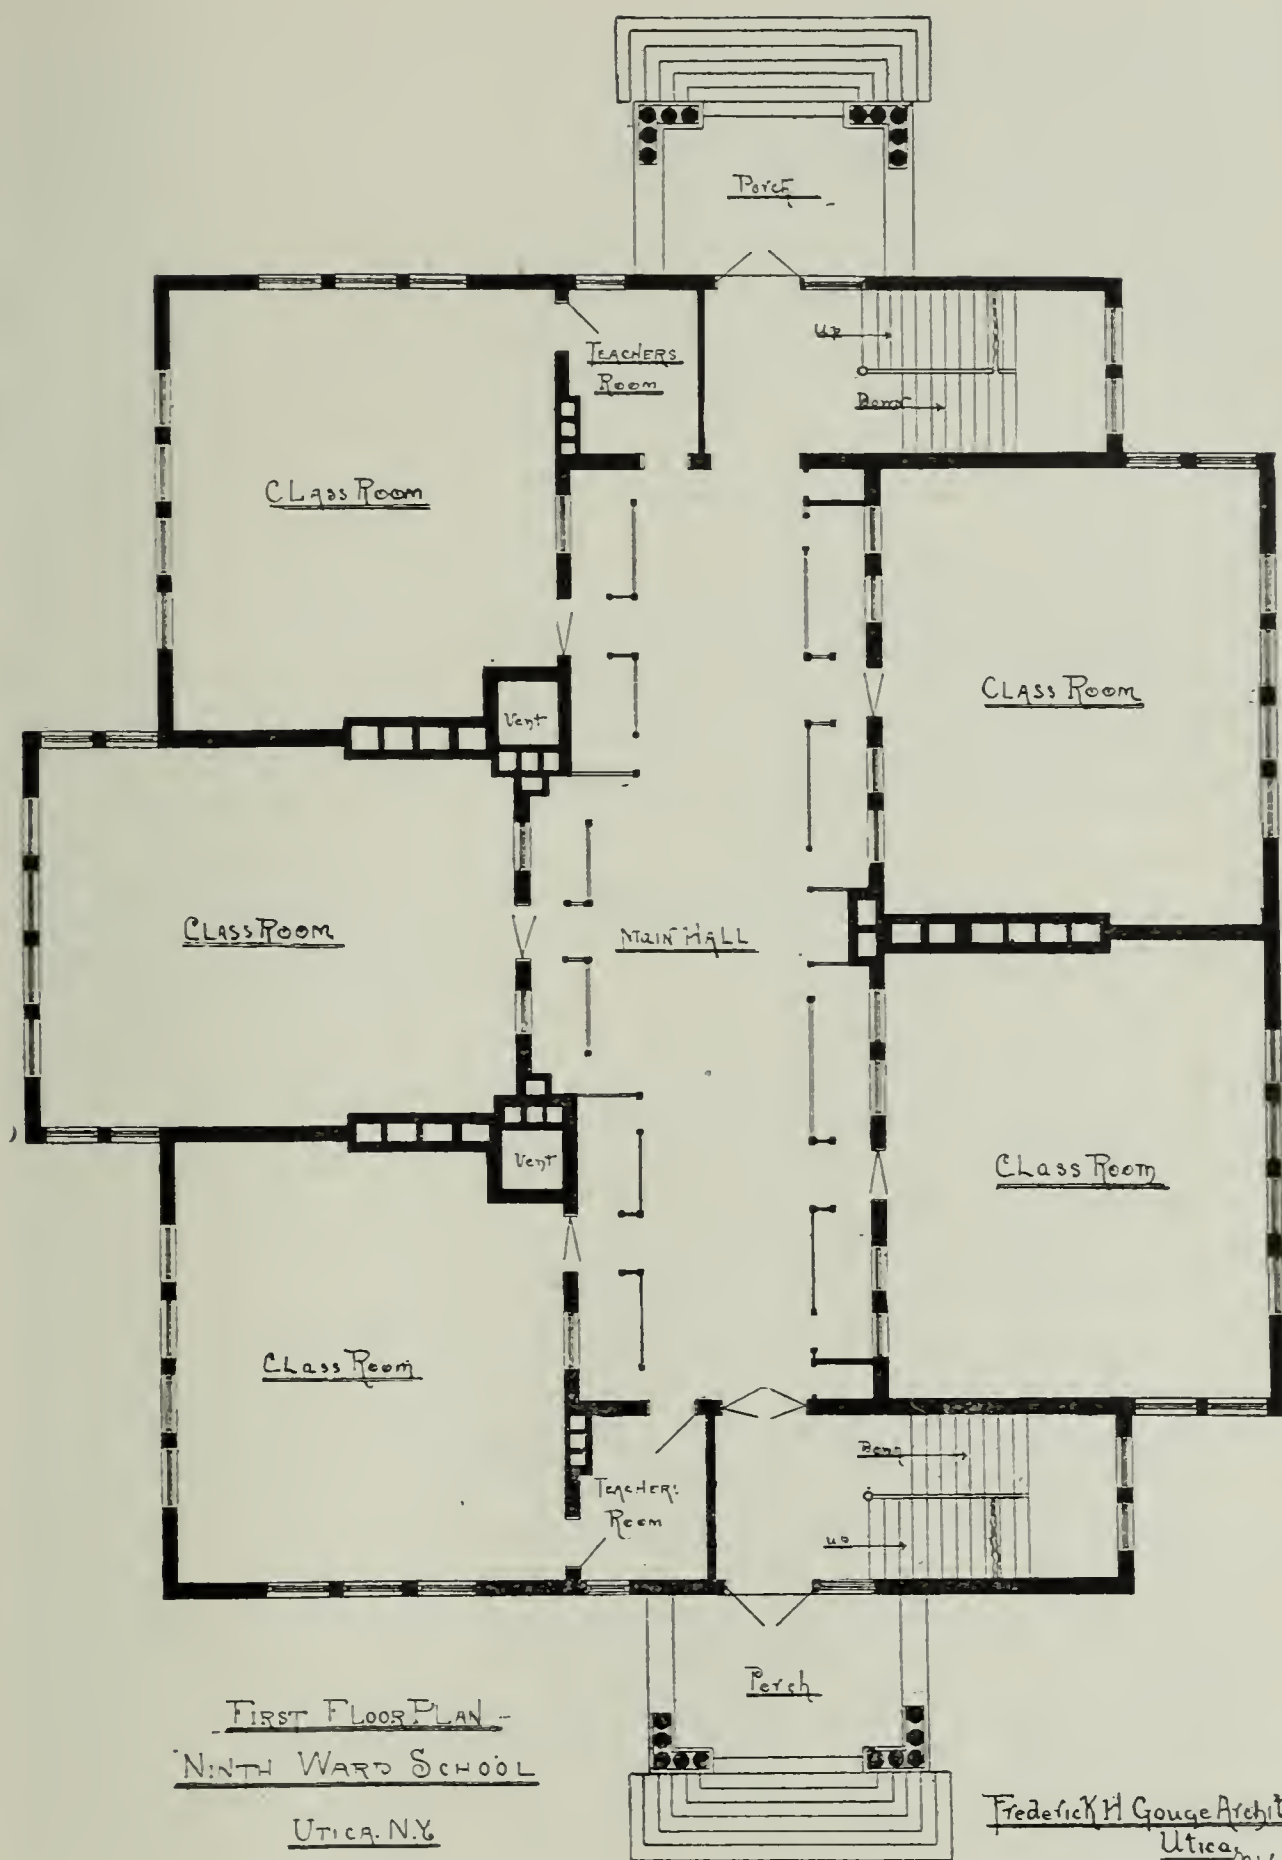 Porch
Up
Teachers
Room
Down
Class Room
Class Room
Vent
Class Room
Main Hall
Class Room
Vent
Class Room
Down
Teachers
Room
Up
Porch
First Floor Plan
Ninth Ward School
Utica. N.Y.
Frederick H Gouge Archit
Utica, N.Y.